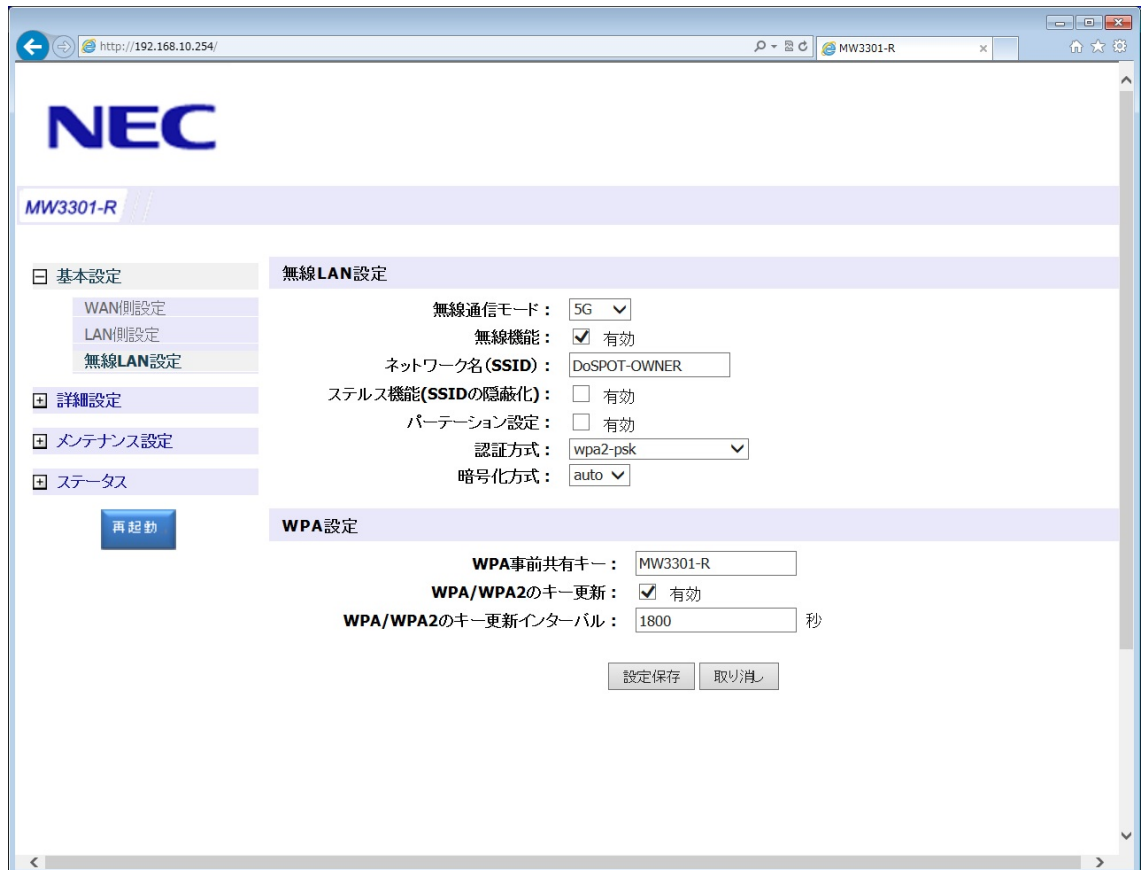 http://192.168.10.254/
MW3301-R
NEC
MW3301-R
基本設定
WAN側設定
LAN側設定
無線LAN設定
詳細設定
メンテナンス設定
ステータス
再起動
無線LAN設定
無線通信モード： 5G
無線機能： 有効
ネットワーク名(SSID)： DoSPOT-OWNER
ステルス機能(SSIDの隠蔽化)： 有効
パーテーション設定： 有効
認証方式： wpa2-psk
暗号化方式： auto
WPA設定
WPA事前共有キー： MW3301-R
WPA/WPA2のキー更新： 有効
WPA/WPA2のキー更新インターバル： 1800 秒
設定保存 取り消し